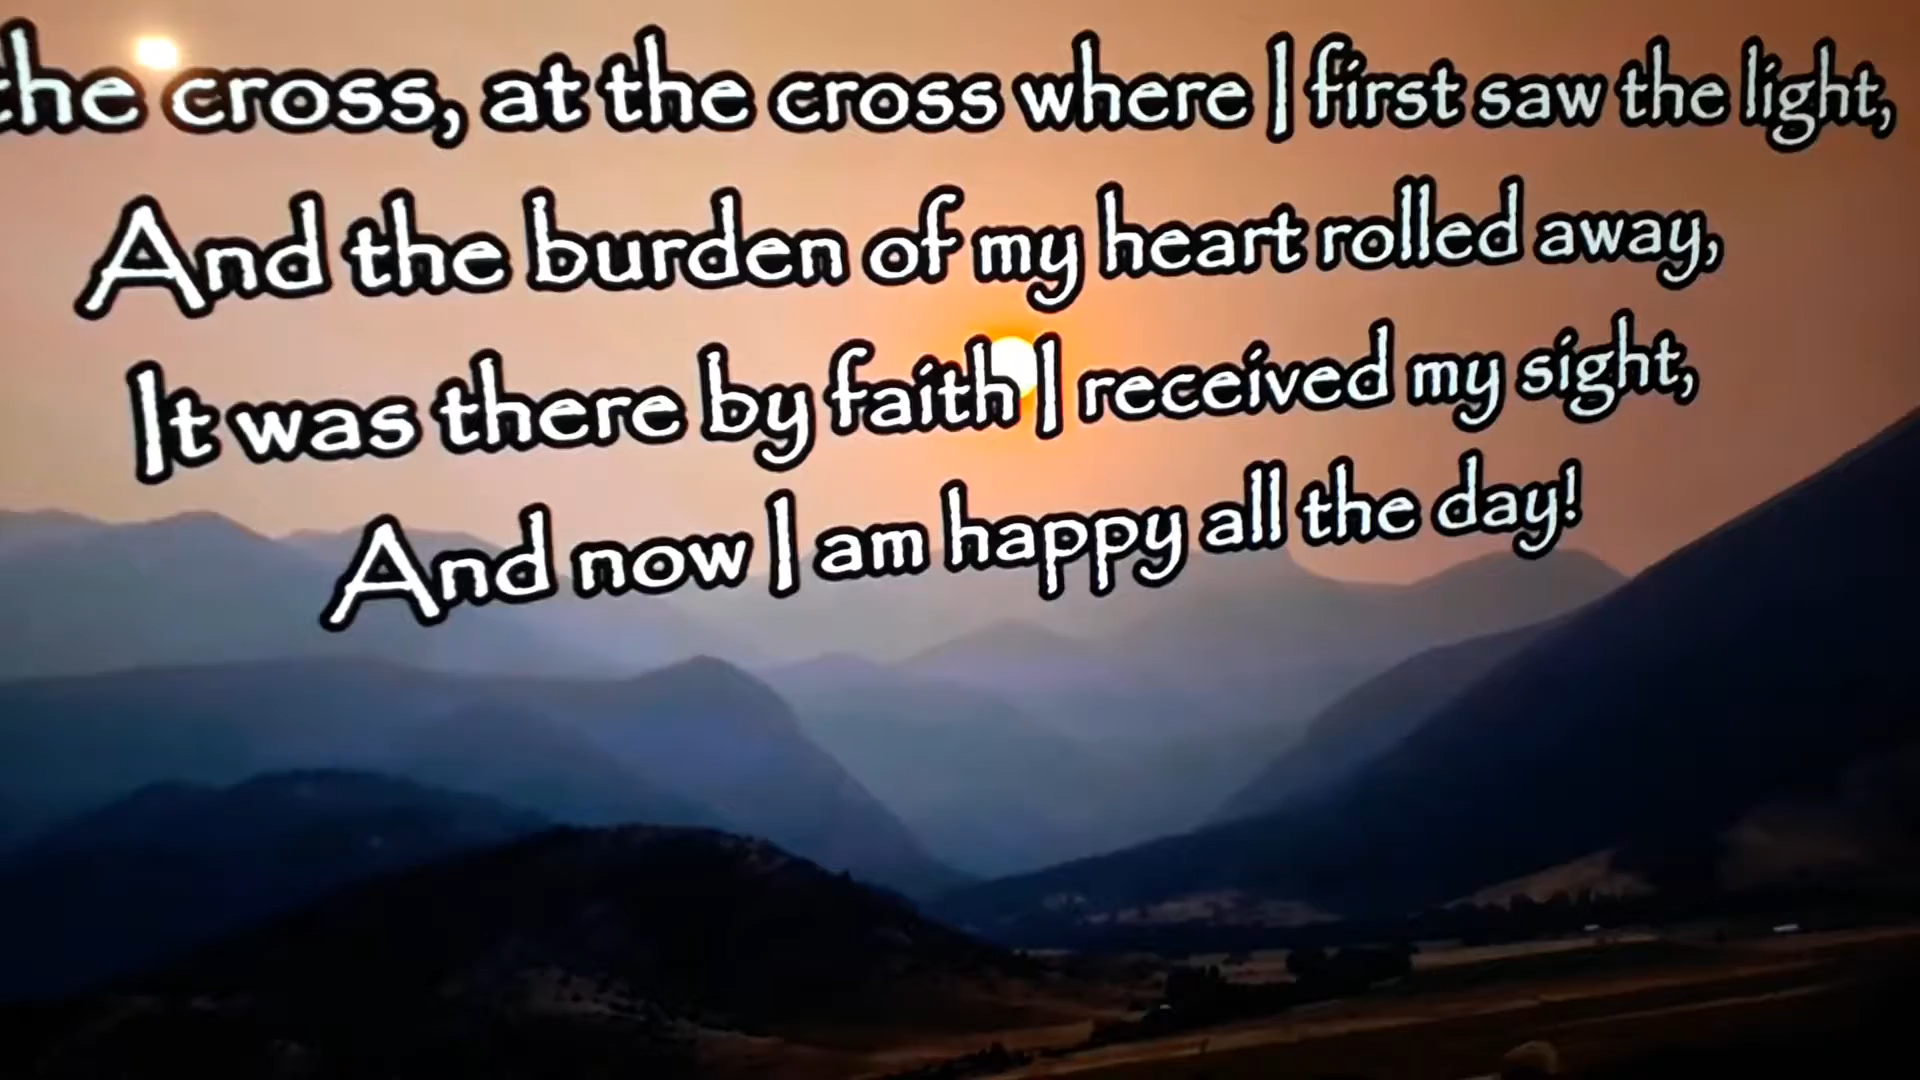 the cross, at the cross where I first saw the light,
And the burden of my heart rolled away,
It was there by faith I received my sight,
And now I am happy all the day!